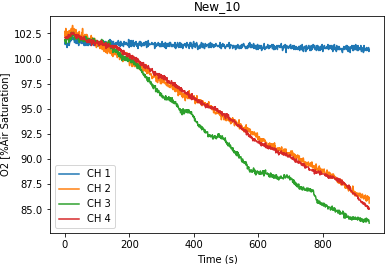 New_10
O2 [%Air Saturation]
102.5
100.0
97.5
95.0
92.5
90.0
87.5
85.0
CH 1
CH 2
CH 3
CH 4
0 200 400 600 800
Time (s)